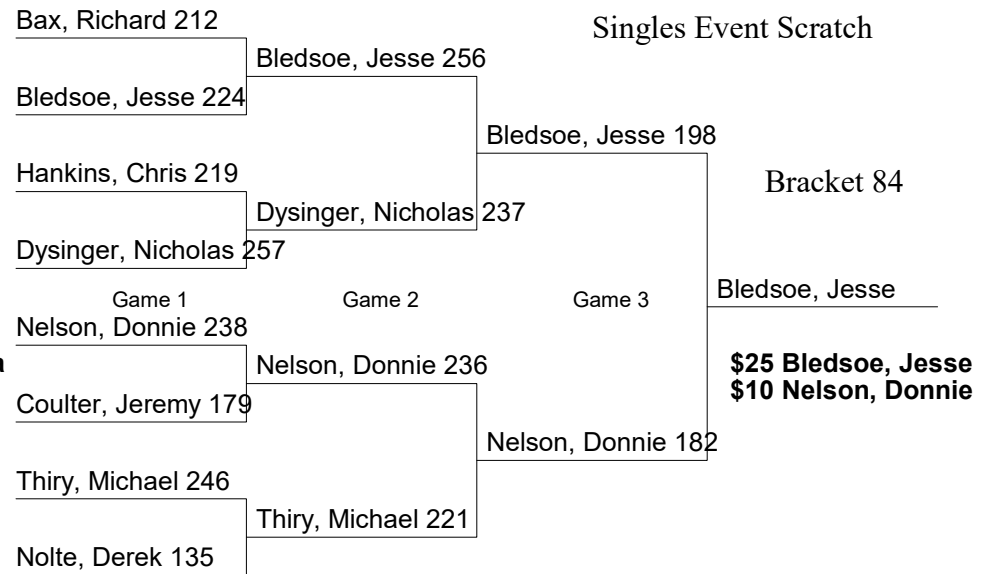 Bax, Richard 212
Singles Event Scratch
Bledsoe, Jesse 256
Bledsoe, Jesse 224
Bledsoe, Jesse 198
Hankins, Chris 219
Bracket 84
Dysinger, Nicholas 237
Dysinger, Nicholas 257
Game 1
Game 2
Game 3
Bledsoe, Jesse
Nelson, Donnie 238
Nelson, Donnie 236
$25 Bledsoe, Jesse
$10 Nelson, Donnie
Coulter, Jeremy 179
Nelson, Donnie 182
Thiry, Michael 246
Thiry, Michael 221
Nolte, Derek 135